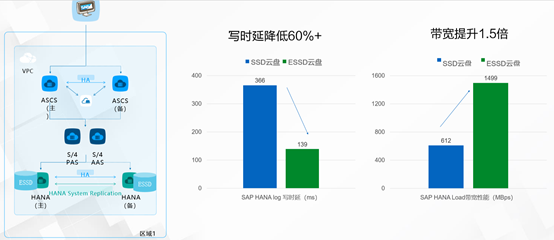 VPC
HA
ASCS
(主)
ASCS
(备)
S/4
PAS
S/4
AAS
HA
ESSD
ESSD
HANA System Replication
HANA
(主)
HANA
(备)
区域1
写时延降低60%+
SSD云盘 ESSD云盘
400
300
200
100
0
366
139
SAP HANA log 写时延（ms）
带宽提升1.5倍
SSD云盘 ESSD云盘
1600
1200
800
400
0
612
1499
SAP HANA Load带宽性能（MBps）